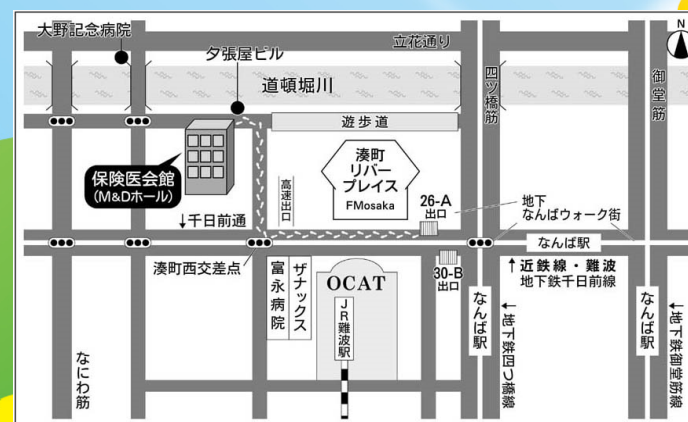 大野記念病院
立花通り
N
夕張屋ビル
道頓堀川
四ツ橋筋
御堂筋
遊歩道
保険医会館
(M&Dホール)
湊町
リバー
プレイス
FMosaka
高速出口
26-A
出口
地下
なんばウォーク街
↓千日前通
なんば駅
湊町西交差点
富永病院
ザナックス
OCAT
JR難波駅
30-B
出口
↑近鉄線・難波
地下鉄千日前線
なんば駅
↓地下鉄四つ橋線
なんば駅
↓地下鉄御堂筋線
なにわ筋